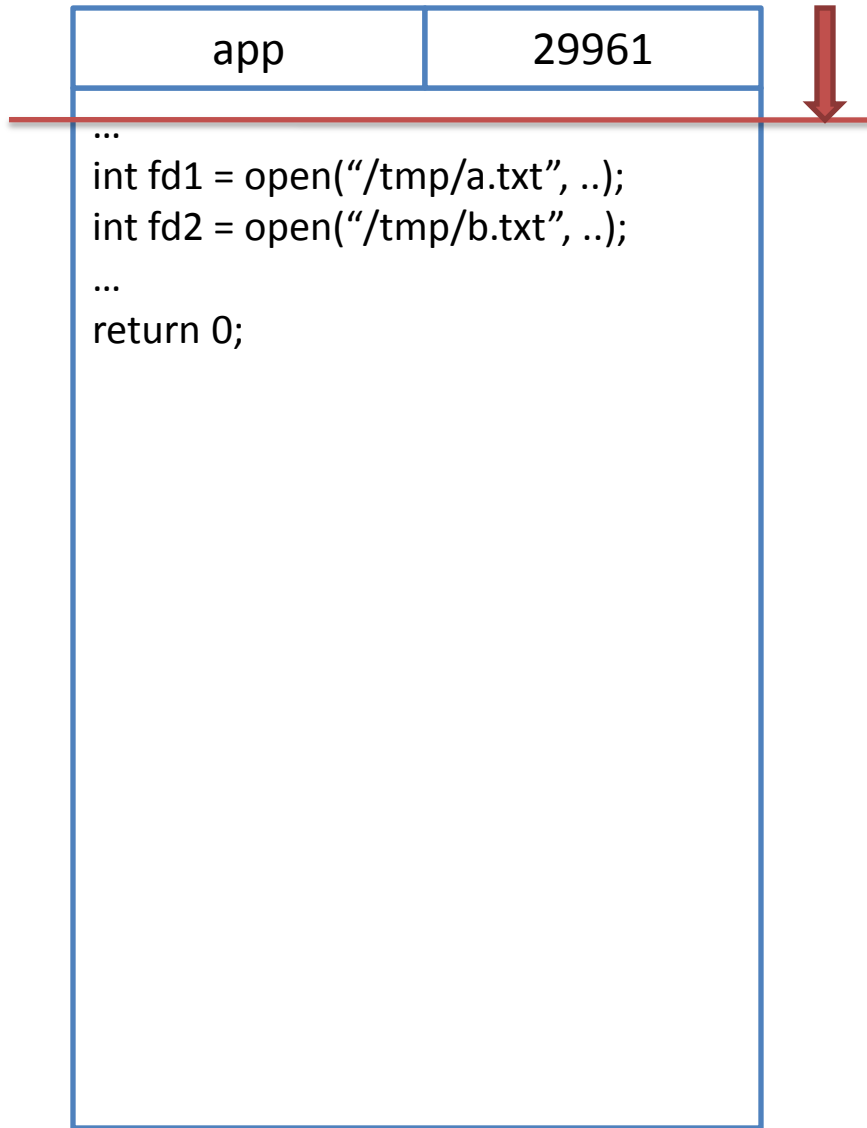 app 29961
…
int fd1 = open(“/tmp/a.txt”, ..);
int fd2 = open(“/tmp/b.txt”, ..);
…
return 0;